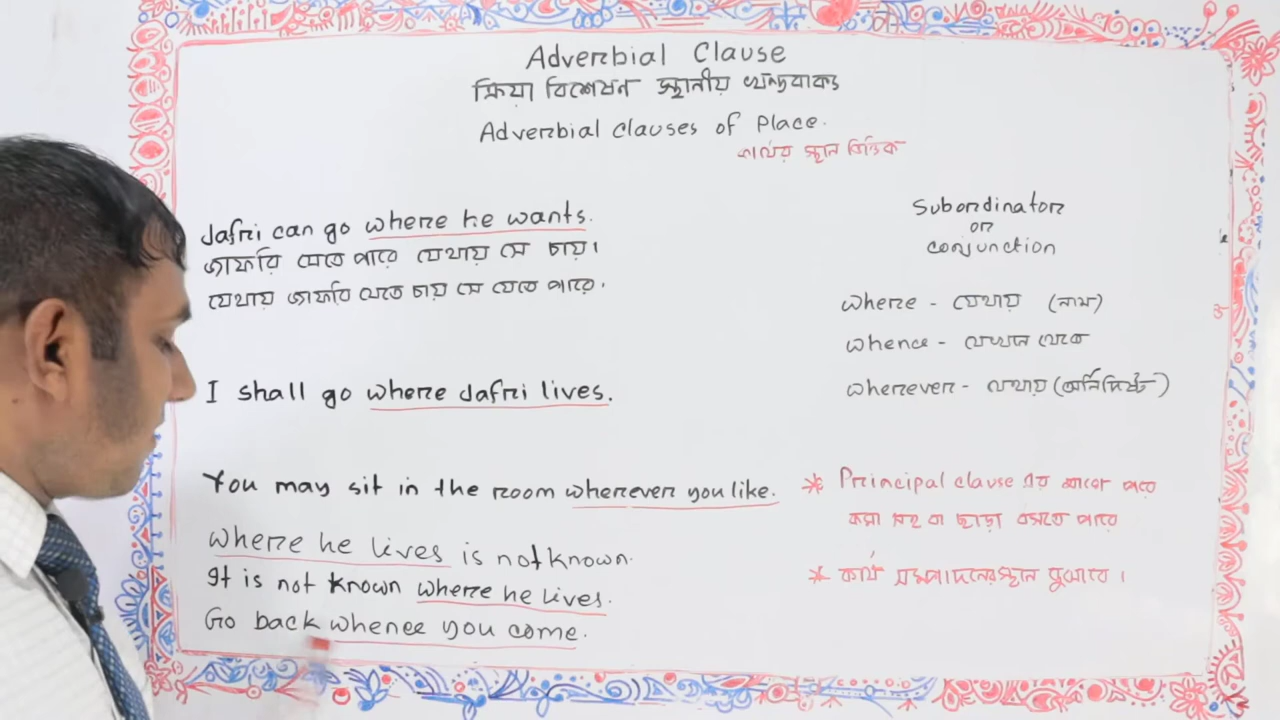 Adverbial Clause
ক্রিয়া বিশেষণ স্থানীয় খন্ডবাক্য
Adverbial clauses of Place.
কার্যের স্থান ভিত্তিক
Jafri can go where he wants.
জাফরি যেতে পারে যেথায় সে চায়।
যেথায় জাফরি যেতে চায় সে যেতে পারে।
I shall go where Jafri lives.
You may sit in the room wherever you like.
where he lives is not known.
It is not known where he lives.
Go back whence you come.
Subordinator
or
conjunction
where - যেথায় (নাম)
whence - যেখান থেকে
wherever - যেথায় (অনির্দিষ্ট)
* Principal clause এর আগে পরে
কমা সহ বা ছাড়া বসতে পারে
* কার্য সম্পাদনের স্থান বুঝাবে।